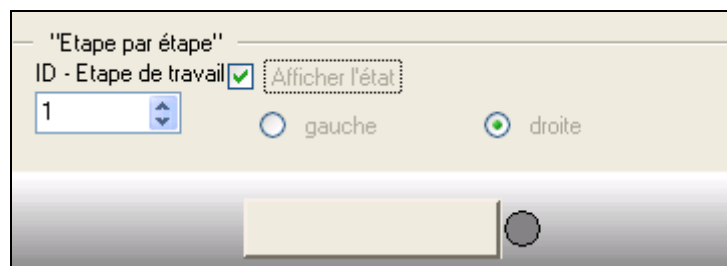 "Etape par étape"
ID - Etape de travail Afficher l'état
1
gauche droite